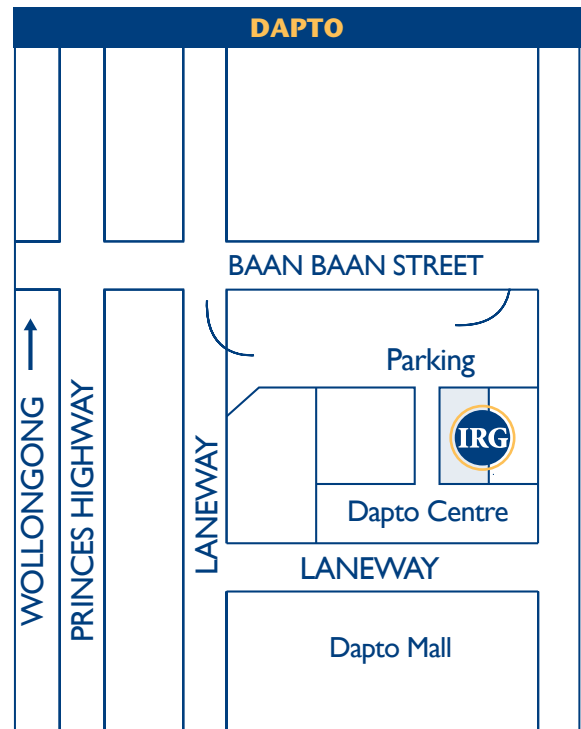 DAPTO
BAAN BAAN STREET
Parking
WOLLONGONG
PRINCES HIGHWAY
LANEWAY
IRG
Dapto Centre
LANEWAY
Dapto Mall